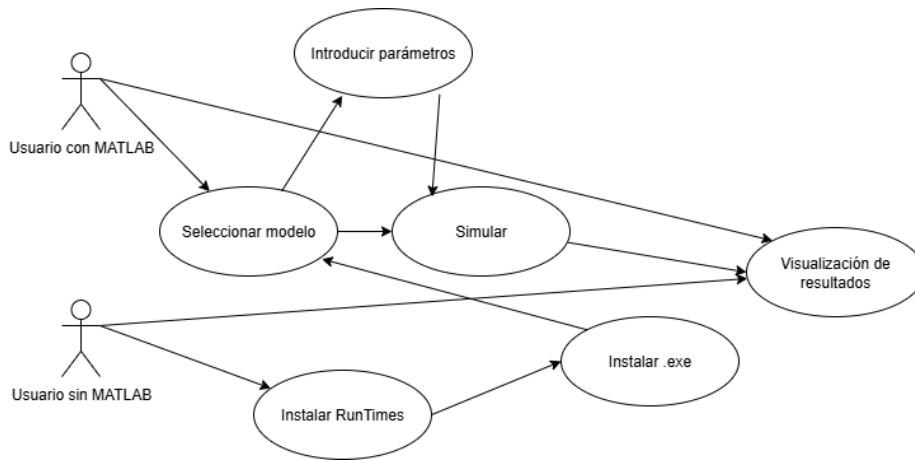 Introducir parámetros
Usuario con MATLAB
Seleccionar modelo
Simular
Visualización de
resultados
Usuario sin MATLAB
Instalar .exe
Instalar RunTimes